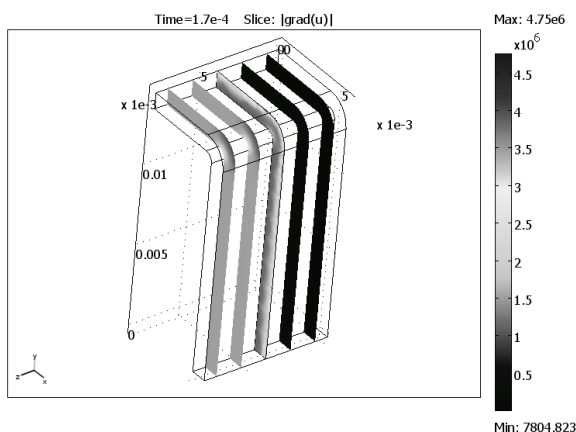 Time=1.7e-4 Slice: |grad(u)|
Max: 4.75e6
x10^6
00
5
x 1e-3
5
x 1e-3
0.01
0.005
0
y
z
x
4.5
4
3.5
3
2.5
2
1.5
1
0.5
Min: 7804.823